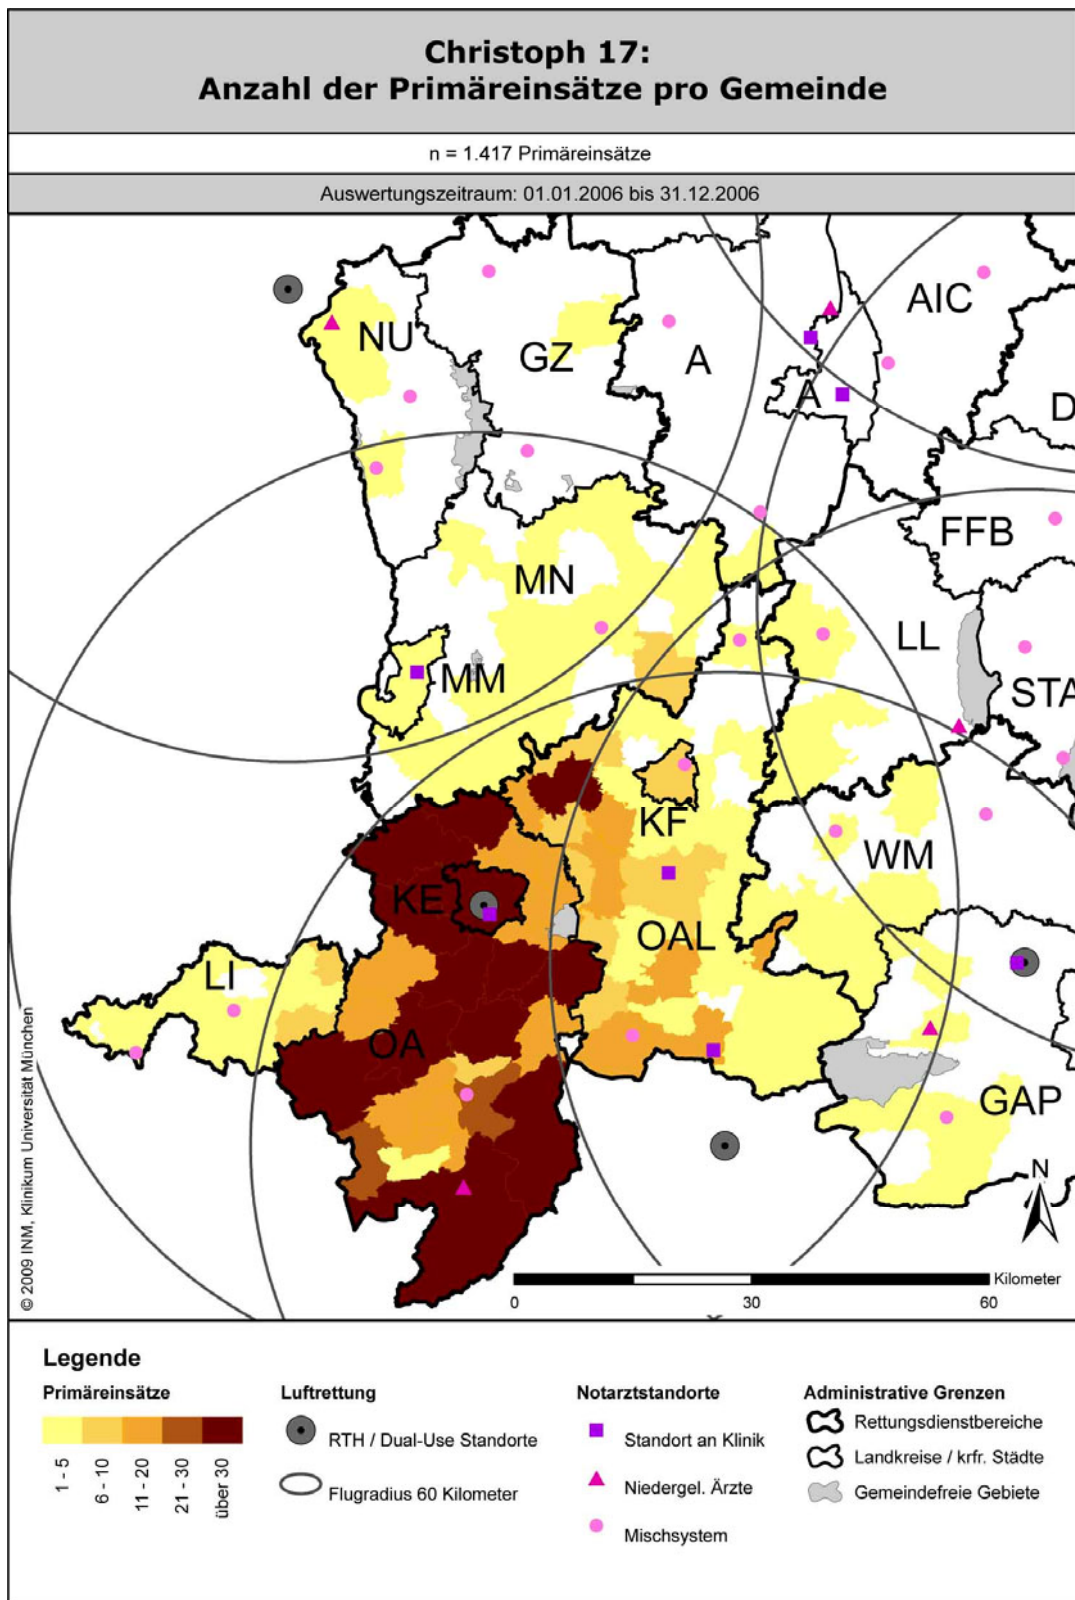 Christoph 17:
Anzahl der Primäreinsätze pro Gemeinde
n = 1.417 Primäreinsätze
Auswertungszeitraum: 01.01.2006 bis 31.12.2006
AIC
NU
GZ
A
A
D
FFB
MN
LL
MM
STA
KF
WM
KE
OAL
LI
OA
GAP
N
Kilometer
0 30 60
© 2009 INM, Klinikum Universität München
Legende
Primäreinsätze
1 - 5
6 - 10
11 - 20
21 - 30
über 30
Luftrettung
RTH / Dual-Use Standorte
Flugradius 60 Kilometer
Notarztstandorte
Standort an Klinik
Niedergel. Ärzte
Mischsystem
Administrative Grenzen
Rettungsdienstbereiche
Landkreise / krfr. Städte
Gemeindefreie Gebiete